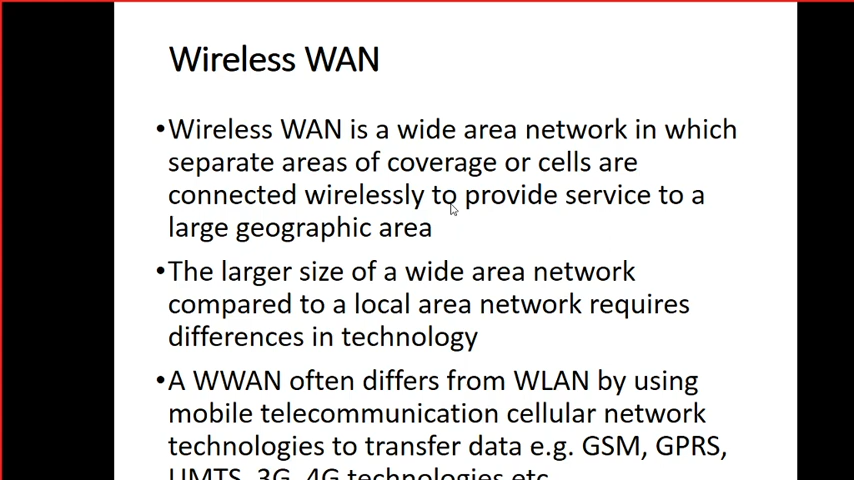 Wireless WAN
•Wireless WAN is a wide area network in which
separate areas of coverage or cells are
connected wirelessly to provide service to a
large geographic area
•The larger size of a wide area network
compared to a local area network requires
differences in technology
•A WWAN often differs from WLAN by using
mobile telecommunication cellular network
technologies to transfer data e.g. GSM, GPRS,
UMTS, 3G, 4G technologies etc